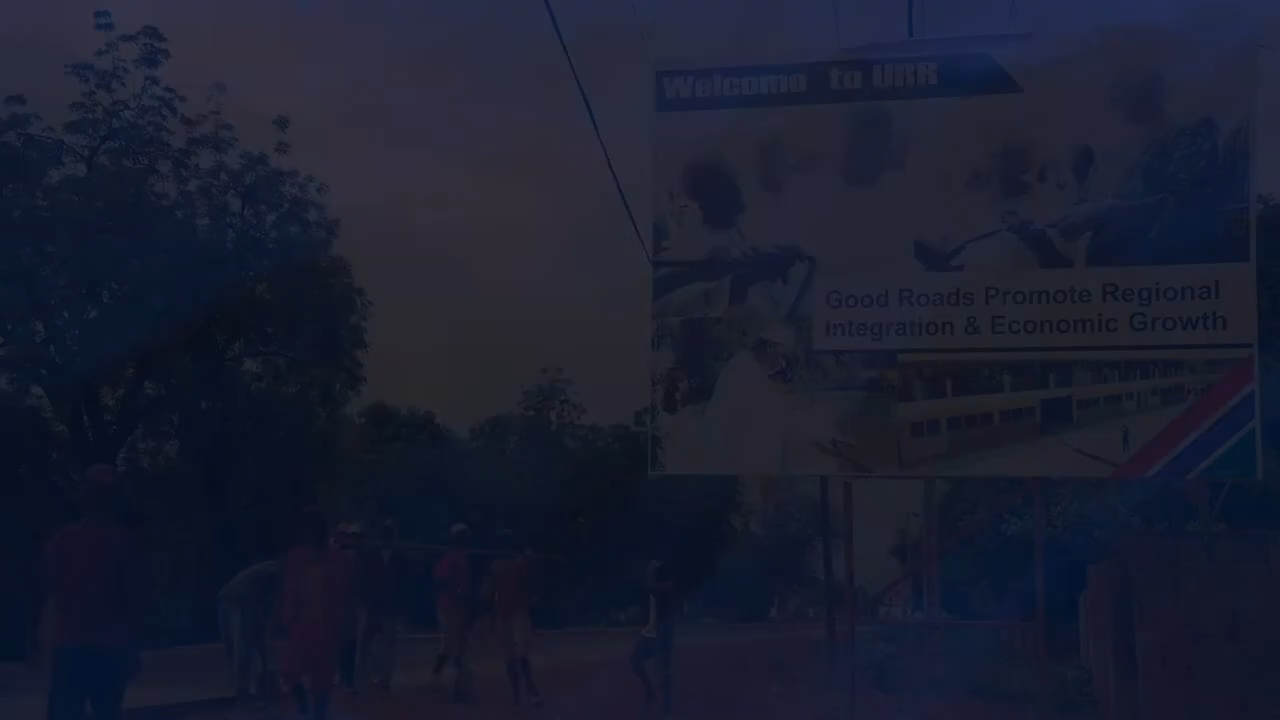 Welcome to URR
Good Roads Promote Regional
Integration & Economic Growth